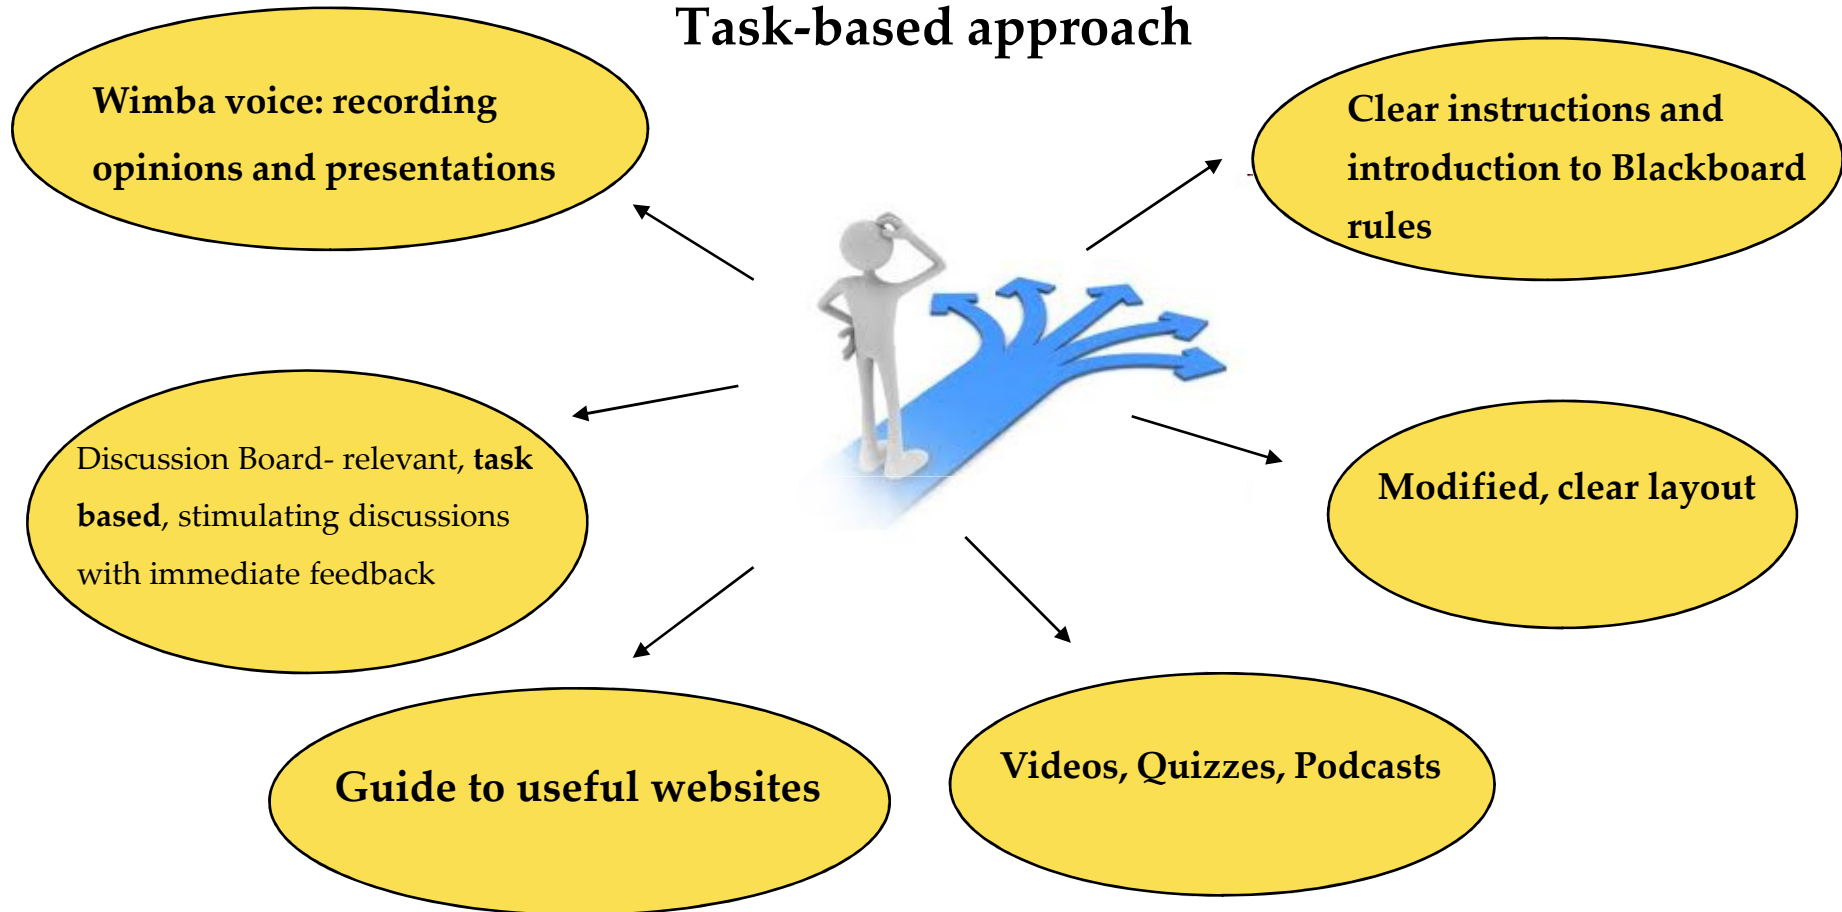 Task-based approach
Wimba voice: recording
opinions and presentations
Clear instructions and
introduction to Blackboard
rules
Discussion Board- relevant, task
based, stimulating discussions
with immediate feedback
Modified, clear layout
Guide to useful websites
Videos, Quizzes, Podcasts